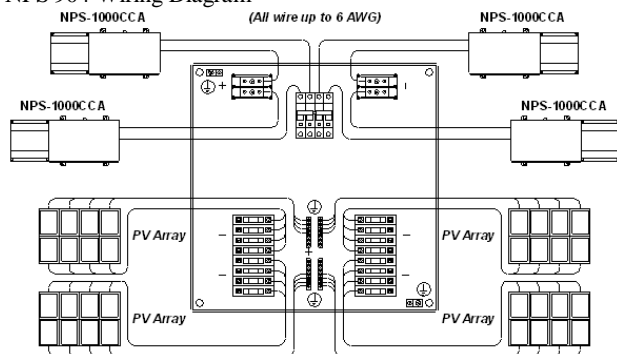 NPS 904 Wiring Diagram
NPS-1000CCA
(All wire up to 6 AWG)
NPS-1000CCA
+
−
NPS-1000CCA
NPS-1000CCA
PV Array
−
−
PV Array
+
−
−
PV Array
PV Array